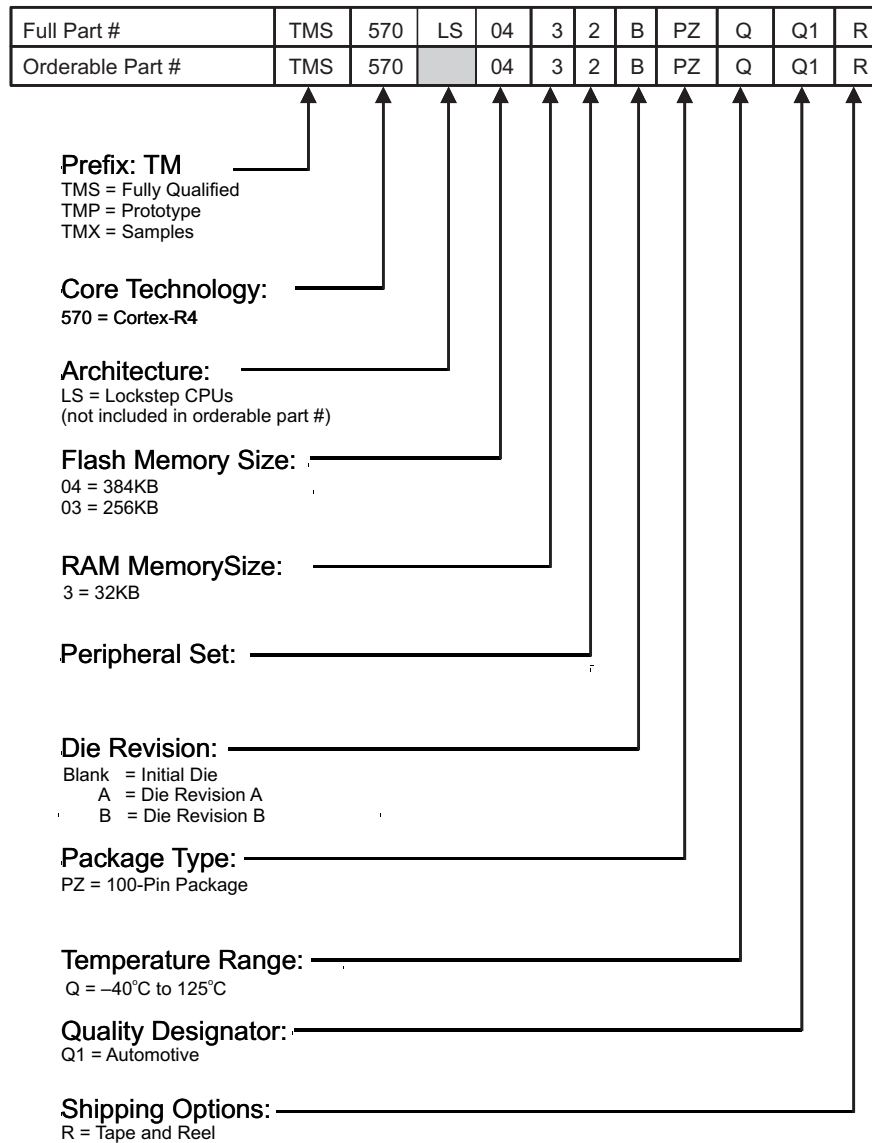 Full Part # TMS 570 LS 04 3 2 B PZ Q Q1 R
Orderable Part # TMS 570 04 3 2 B PZ Q Q1 R
Prefix: TM
TMS = Fully Qualified
TMP = Prototype
TMX = Samples
Core Technology:
570 = Cortex-R4
Architecture:
LS = Lockstep CPUs
(not included in orderable part #)
Flash Memory Size:
04 = 384KB
03 = 256KB
RAM MemorySize:
3 = 32KB
Peripheral Set:
Die Revision:
Blank = Initial Die
A = Die Revision A
B = Die Revision B
Package Type:
PZ = 100-Pin Package
Temperature Range:
Q = –40°C to 125°C
Quality Designator:
Q1 = Automotive
Shipping Options:
R = Tape and Reel